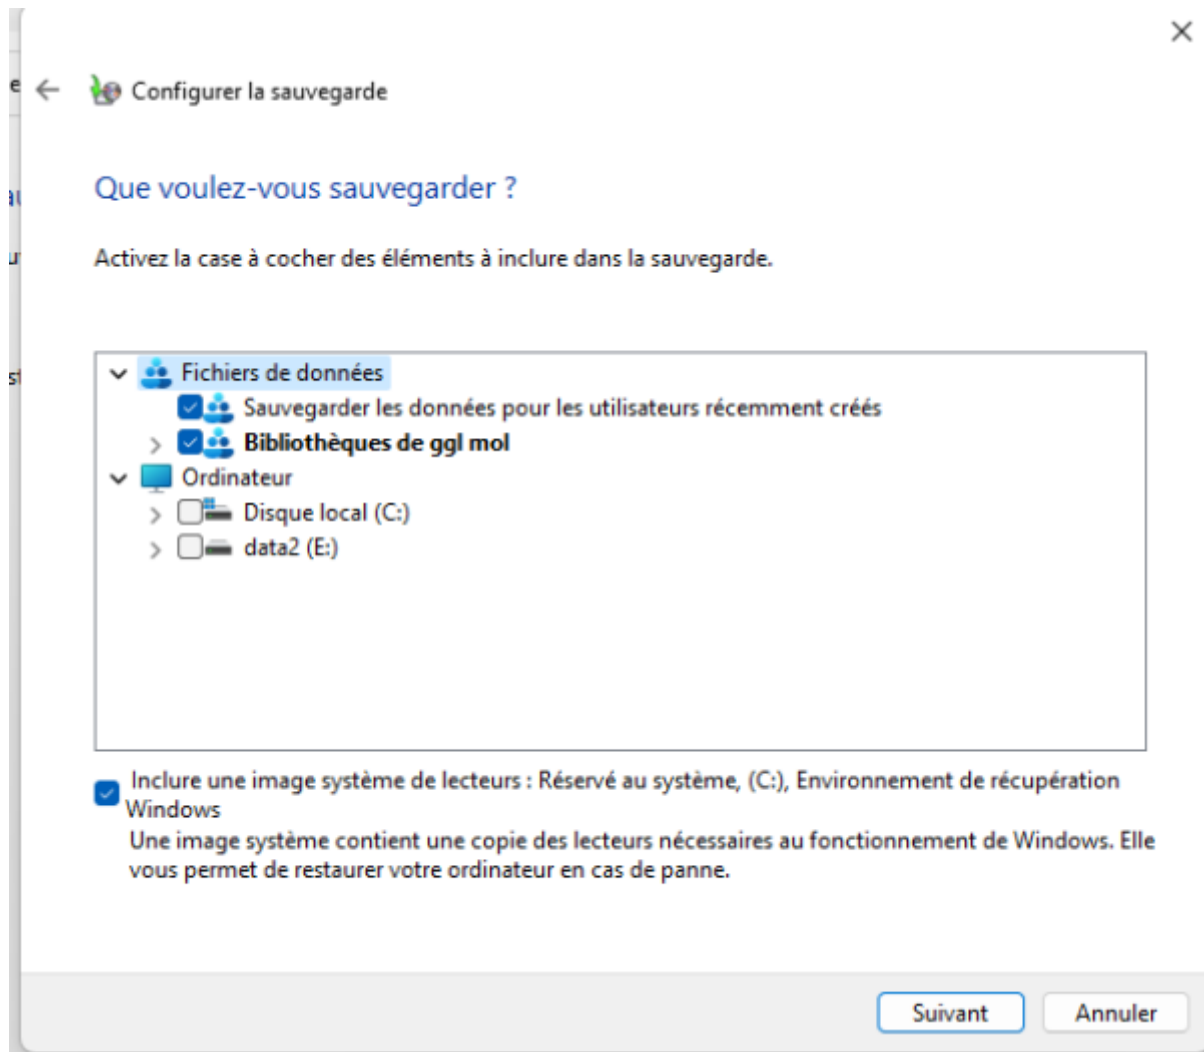 Configurer la sauvegarde
Que voulez-vous sauvegarder ?
Activez la case à cocher des éléments à inclure dans la sauvegarde.
Fichiers de données
Sauvegarder les données pour les utilisateurs récemment créés
Bibliothèques de ggl mol
Ordinateur
Disque local (C:)
data2 (E:)
Inclure une image système de lecteurs : Réservé au système, (C:), Environnement de récupération
Windows
Une image système contient une copie des lecteurs nécessaires au fonctionnement de Windows. Elle
vous permet de restaurer votre ordinateur en cas de panne.
Suivant Annuler